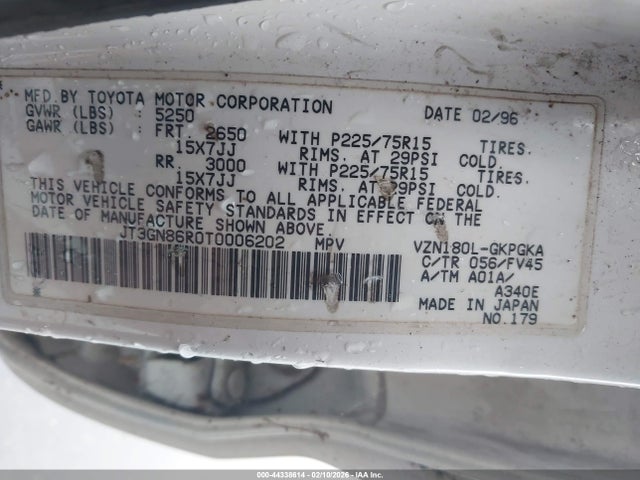 MFD.BY TOYOTA MOTOR CORPORATION DATE 02/96
GVWR (LBS) 5250
GAWR (LBS) FRT 2650 WITH P225/75R15 TIRES.
15X7JJ RIMS. AT 29PSI COLD.
RR. 3000 WITH P225/75R15 TIRES.
15X7JJ RIMS. AT 29PSI COLD.
THIS VEHICLE CONFORMS TO ALL APPLICABLE FEDERAL
MOTOR VEHICLE SAFETY STANDARDS IN EFFECT ON THE
DATE OF MANUFACTURE SHOWN ABOVE.
JT3GN86R0T0006202 MPV VZN180L-GKPGKA
C/TR 056/FV45
A/TM A01A/
A340E
MADE IN JAPAN
NO.179
000-44338614 - 02/10/2026 - IAA Inc.